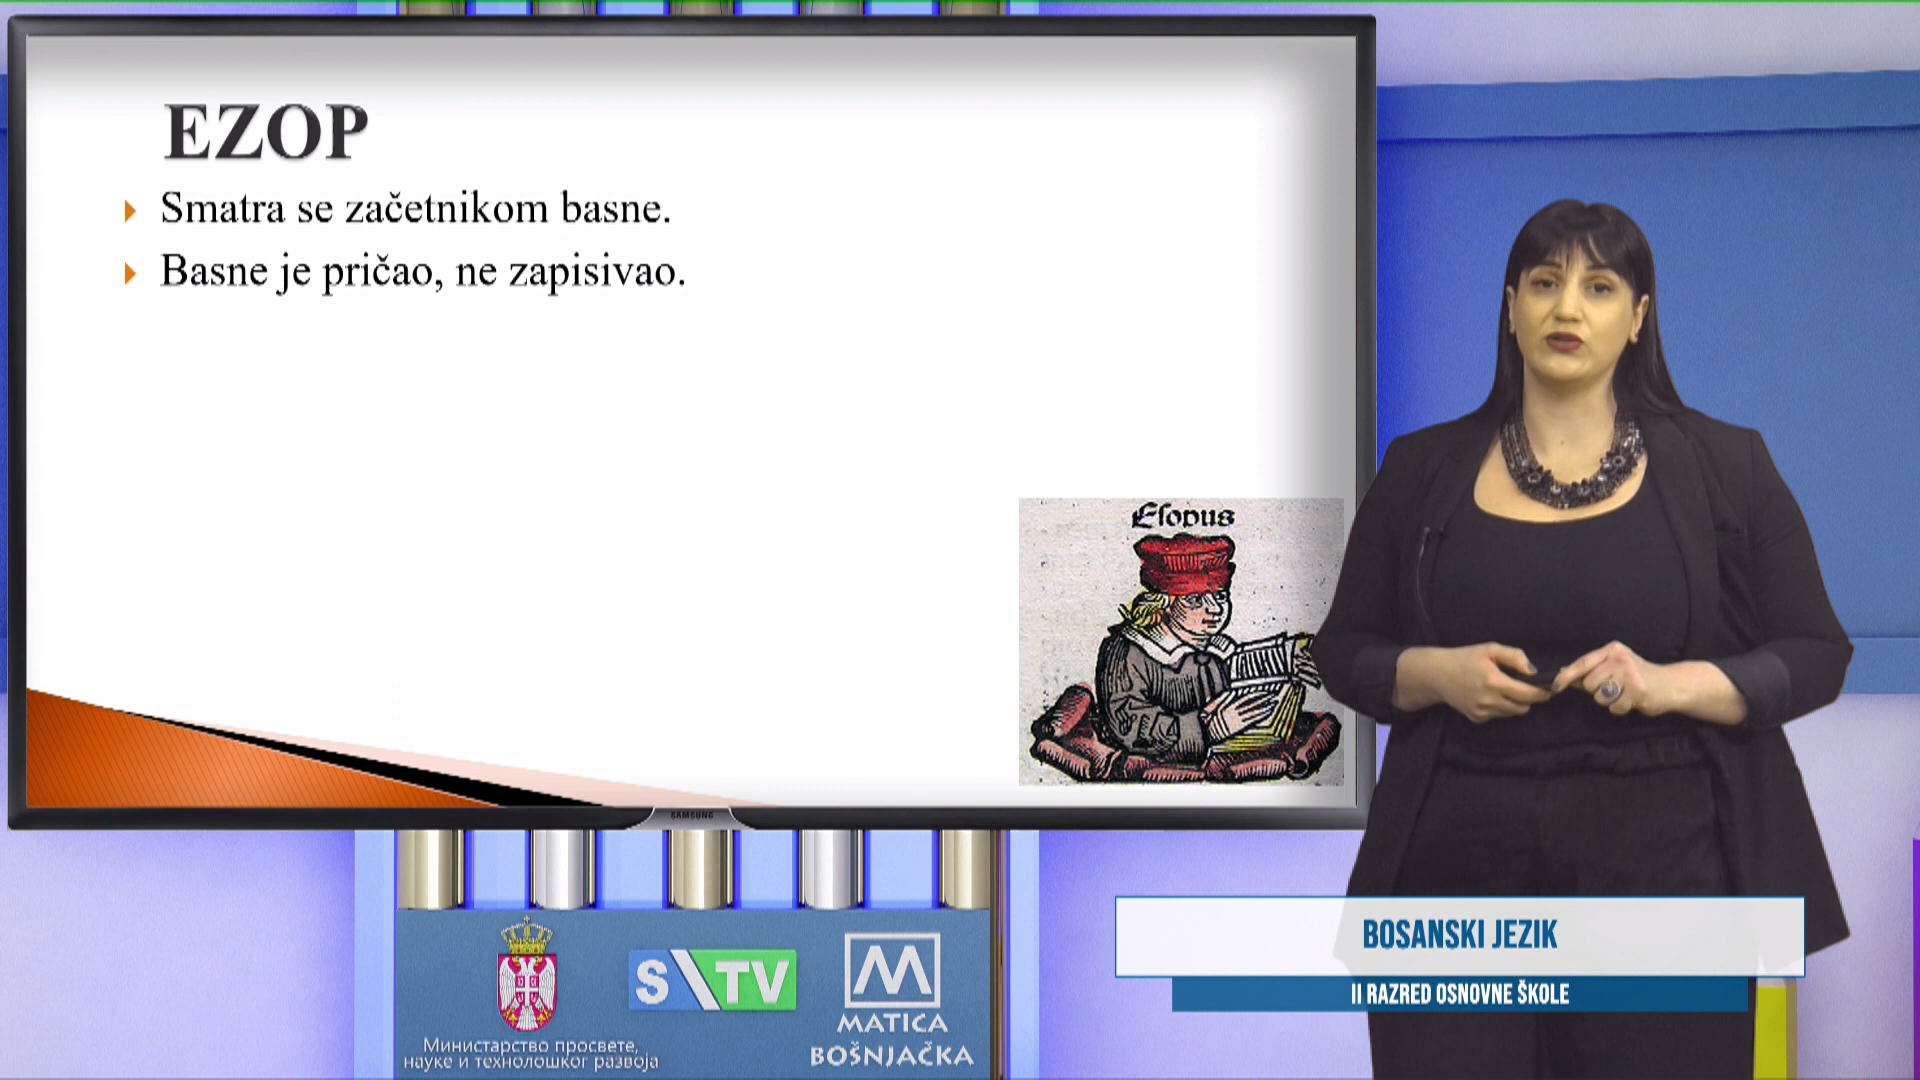 EZOP
Smatra se začetnikom basne.
Basne je pričao, ne zapisivao.
Esopus
SAMSUNG
BOSANSKI JEZIK
II RAZRED OSNOVNE ŠKOLE
S TV
MATICA
BOŠNJAČKA
Министарство просвете,
науке и технолошког развоја